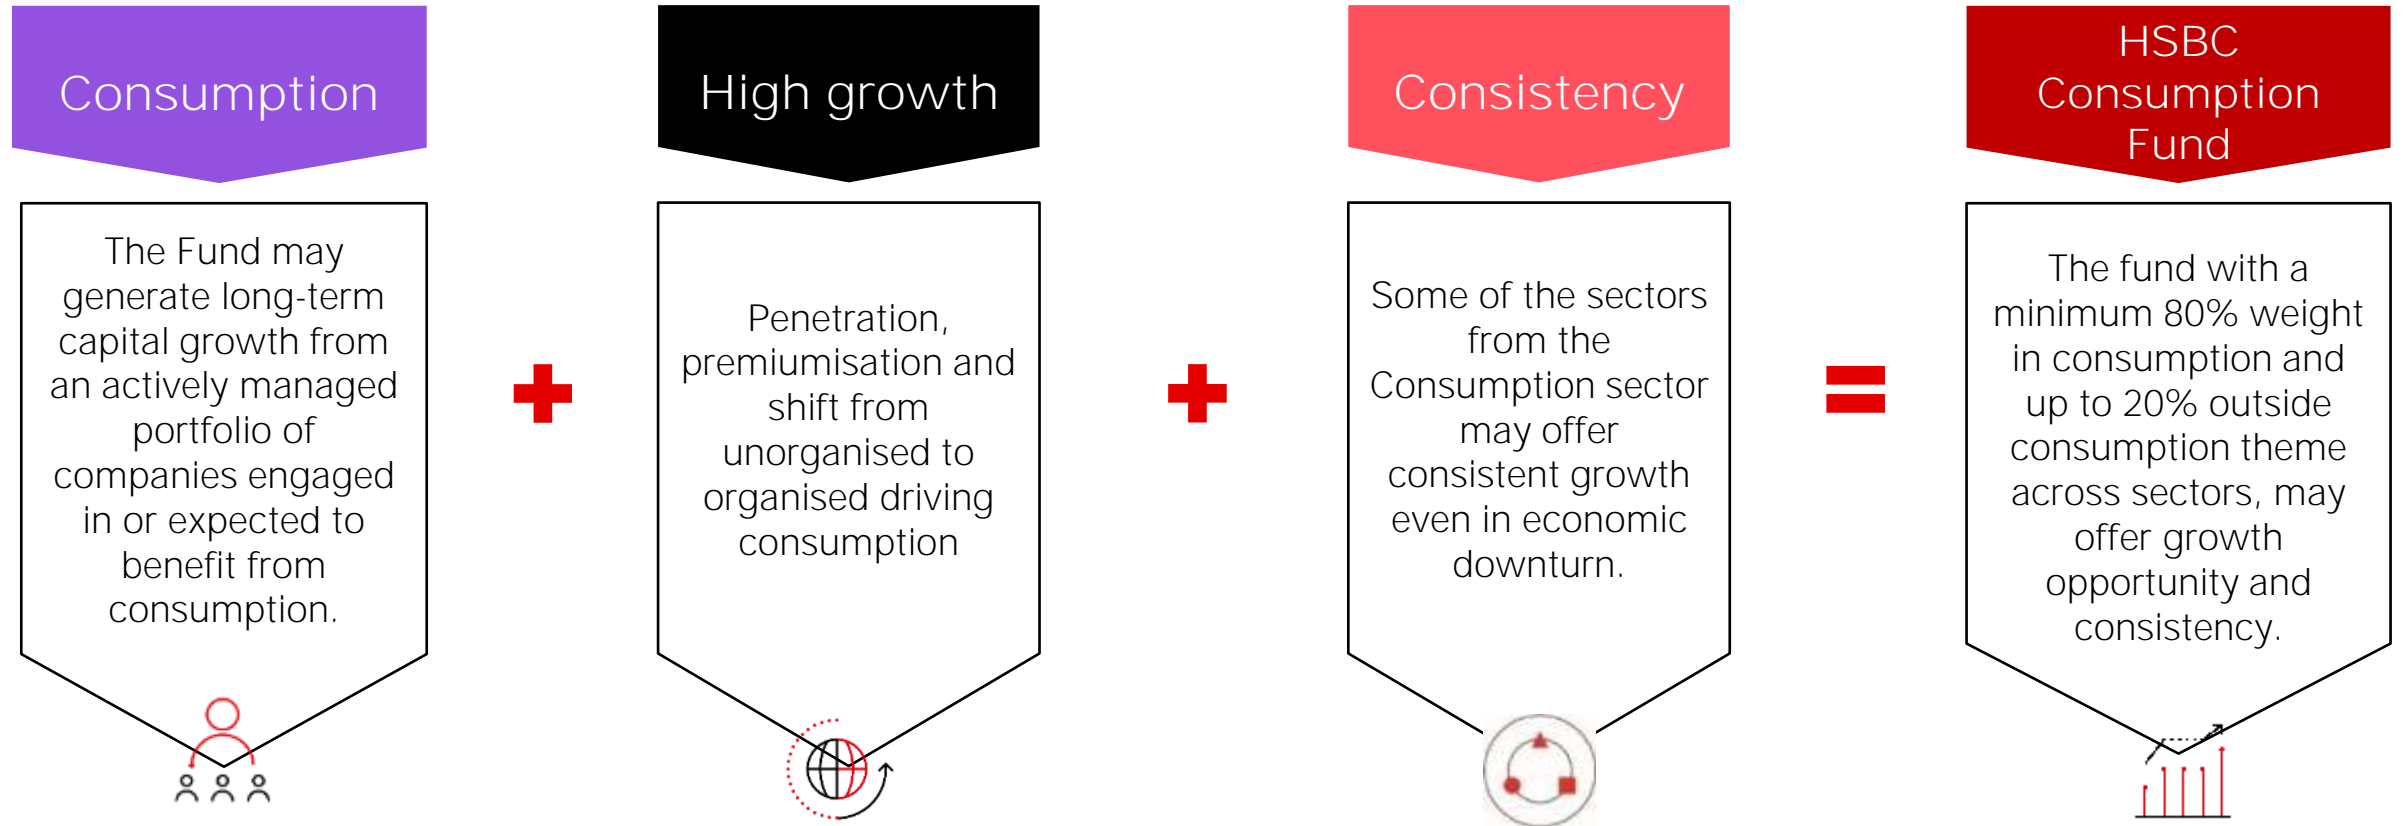 Consumption
The Fund may
generate long-term
capital growth from
an actively managed
portfolio of
companies engaged
in or expected to
benefit from
consumption.
High growth
Penetration,
premiumisation and
shift from
unorganised to
organised driving
consumption
Consistency
Some of the sectors
from the
Consumption sector
may offer
consistent growth
even in economic
downturn.
HSBC
Consumption
Fund
The fund with a
minimum 80% weight
in consumption and
up to 20% outside
consumption theme
across sectors, may
offer growth
opportunity and
consistency.